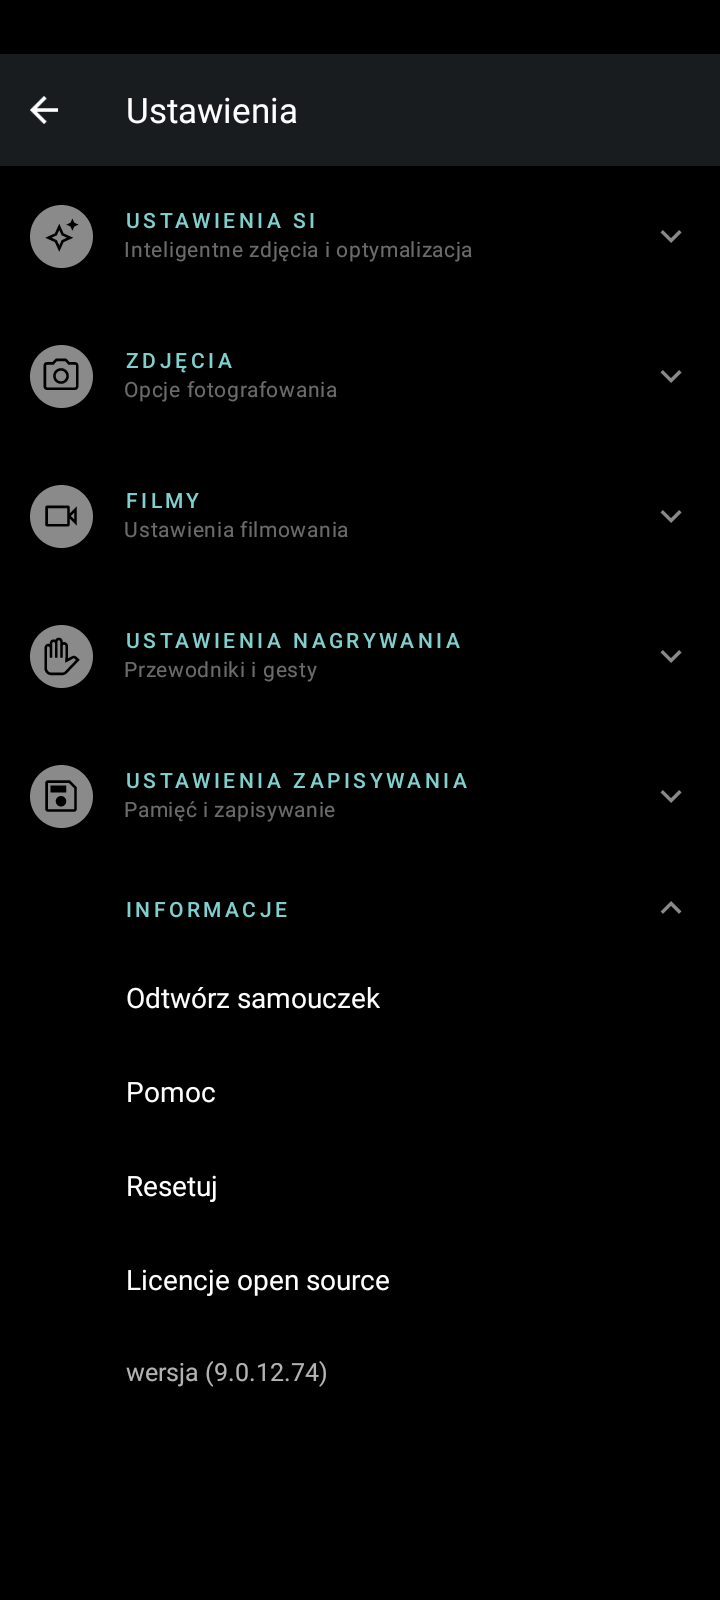 Ustawienia
USTAWIENIA SI
Inteligentne zdjęcia i optymalizacja
ZDJĘCIA
Opcje fotografowania
FILMY
Ustawienia filmowania
USTAWIENIA NAGRYWANIA
Przewodniki i gesty
USTAWIENIA ZAPISYWANIA
Pamięć i zapisywanie
INFORMACJE
Odtwórz samouczek
Pomoc
Resetuj
Licencje open source
wersja (9.0.12.74)